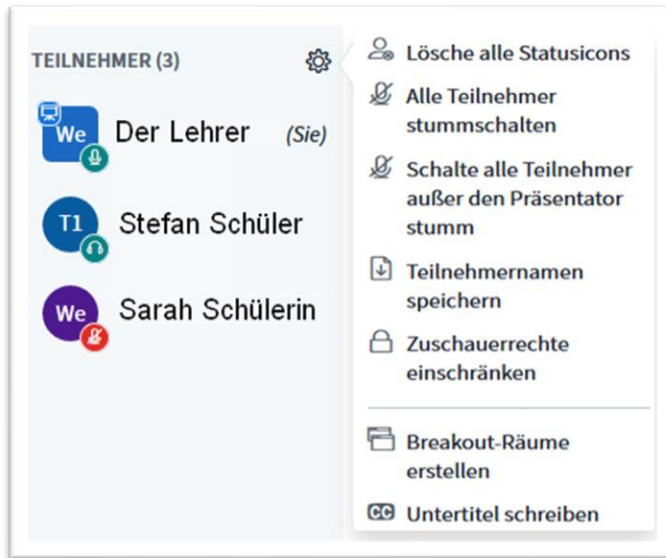 TEILNEHMER (3)
We Der Lehrer (Sie)
T1 Stefan Schüler
We Sarah Schülerin
Lösche alle Statusicons
Alle Teilnehmer
stummschalten
Schalte alle Teilnehmer
außer den Präsentator
stumm
Teilnehmernamen
speichern
Zuschauerrechte
einschränken
Breakout-Räume
erstellen
CC Untertitel schreiben